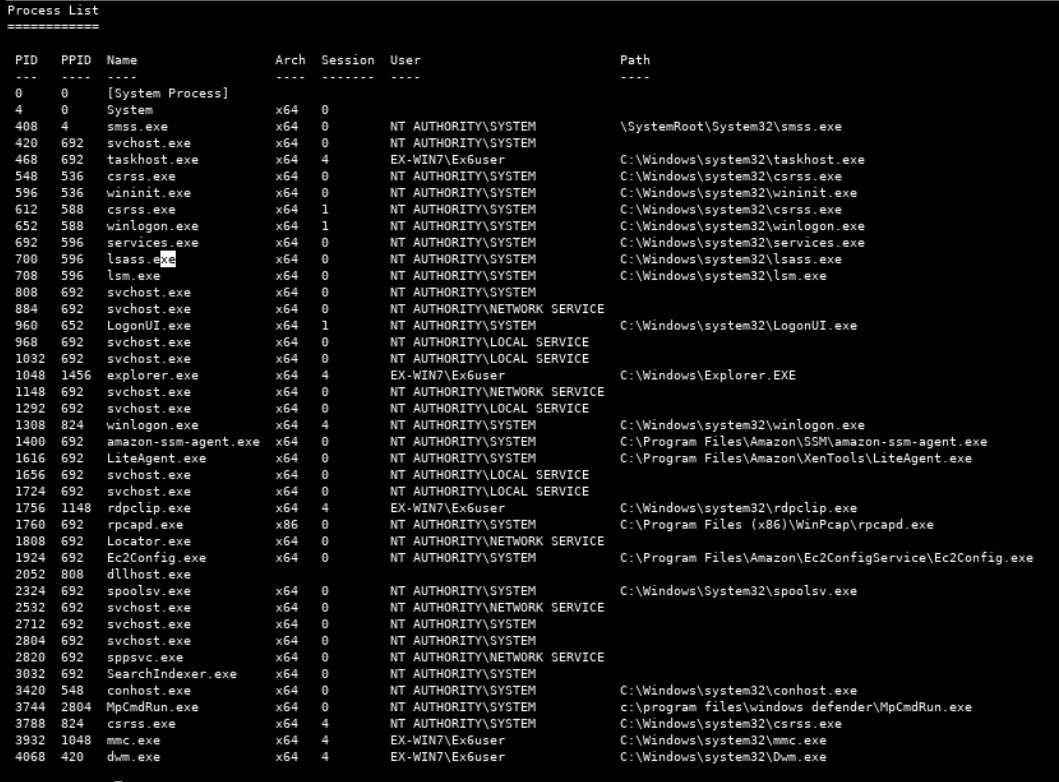 Process List
============
PID PPID Name Arch Session User Path
--- ---- ---- ---- ------- ---- ----
0 0 [System Process]
4 0 System x64 0
408 4 smss.exe x64 0 NT AUTHORITY\SYSTEM \SystemRoot\System32\smss.exe
420 692 svchost.exe x64 0 NT AUTHORITY\SYSTEM
468 692 taskhost.exe x64 4 EX-WIN7\Ex6user C:\Windows\system32\taskhost.exe
548 536 csrss.exe x64 0 NT AUTHORITY\SYSTEM C:\Windows\system32\csrss.exe
596 536 wininit.exe x64 0 NT AUTHORITY\SYSTEM C:\Windows\system32\wininit.exe
612 588 csrss.exe x64 1 NT AUTHORITY\SYSTEM C:\Windows\system32\csrss.exe
652 588 winlogon.exe x64 1 NT AUTHORITY\SYSTEM C:\Windows\system32\winlogon.exe
692 596 services.exe x64 0 NT AUTHORITY\SYSTEM C:\Windows\system32\services.exe
700 596 lsass.exe x64 0 NT AUTHORITY\SYSTEM C:\Windows\system32\lsass.exe
708 596 lsm.exe x64 0 NT AUTHORITY\SYSTEM C:\Windows\system32\lsm.exe
808 692 svchost.exe x64 0 NT AUTHORITY\SYSTEM
884 692 svchost.exe x64 0 NT AUTHORITY\NETWORK SERVICE
960 652 LogonUI.exe x64 1 NT AUTHORITY\SYSTEM C:\Windows\system32\LogonUI.exe
968 692 svchost.exe x64 0 NT AUTHORITY\LOCAL SERVICE
1032 692 svchost.exe x64 0 NT AUTHORITY\LOCAL SERVICE
1048 1456 explorer.exe x64 4 EX-WIN7\Ex6user C:\Windows\Explorer.EXE
1148 692 svchost.exe x64 0 NT AUTHORITY\NETWORK SERVICE
1292 692 svchost.exe x64 0 NT AUTHORITY\LOCAL SERVICE
1308 824 winlogon.exe x64 4 NT AUTHORITY\SYSTEM C:\Windows\system32\winlogon.exe
1400 692 amazon-ssm-agent.exe x64 0 NT AUTHORITY\SYSTEM C:\Program Files\Amazon\SSM\amazon-ssm-agent.exe
1616 692 LiteAgent.exe x64 0 NT AUTHORITY\SYSTEM C:\Program Files\Amazon\XenTools\LiteAgent.exe
1656 692 svchost.exe x64 0 NT AUTHORITY\LOCAL SERVICE
1724 692 svchost.exe x64 0 NT AUTHORITY\LOCAL SERVICE
1756 1148 rdpclip.exe x64 4 EX-WIN7\Ex6user C:\Windows\system32\rdpclip.exe
1760 692 rpcapd.exe x86 0 NT AUTHORITY\SYSTEM C:\Program Files (x86)\WinPcap\rpcapd.exe
1808 692 Locator.exe x64 0 NT AUTHORITY\NETWORK SERVICE
1924 692 Ec2Config.exe x64 0 NT AUTHORITY\SYSTEM C:\Program Files\Amazon\Ec2ConfigService\Ec2Config.exe
2052 808 dllhost.exe
2324 692 spoolsv.exe x64 0 NT AUTHORITY\SYSTEM C:\Windows\System32\spoolsv.exe
2532 692 svchost.exe x64 0 NT AUTHORITY\NETWORK SERVICE
2712 692 svchost.exe x64 0 NT AUTHORITY\SYSTEM
2804 692 svchost.exe x64 0 NT AUTHORITY\SYSTEM
2820 692 sppsvc.exe x64 0 NT AUTHORITY\NETWORK SERVICE
3032 692 SearchIndexer.exe x64 0 NT AUTHORITY\SYSTEM
3420 548 conhost.exe x64 0 NT AUTHORITY\SYSTEM C:\Windows\system32\conhost.exe
3744 2804 MpCmdRun.exe x64 0 NT AUTHORITY\SYSTEM c:\program files\windows defender\MpCmdRun.exe
3788 824 csrss.exe x64 4 NT AUTHORITY\SYSTEM C:\Windows\system32\csrss.exe
3932 1048 mmc.exe x64 4 EX-WIN7\Ex6user C:\Windows\system32\mmc.exe
4068 420 dwm.exe x64 4 EX-WIN7\Ex6user C:\Windows\system32\Dwm.exe